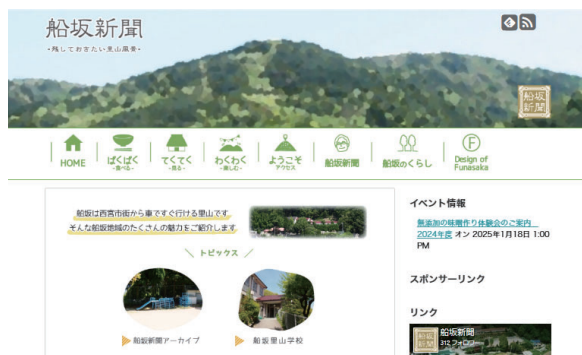 船坂新聞
・残しておきたい里山風景・
船坂
新聞
HOME
ぱくぱく
-食べる-
てくてく
-見る-
わくわく
-楽しむ-
ようこそ
アクセス
船坂新聞
船坂のくらし
Design of
Funasaka
船坂は西宮市街から車ですぐ行ける里山です
そんな船坂地域のたくさんの魅力をご紹介します
トピックス
船坂新聞アーカイブ
船坂里山学校
イベント情報
無添加の味噌作り体験会のご案内
2024年度 オン 2025年1月18日 1:00
PM
スポンサーリンク
リンク
船坂新聞
312 フォロワー